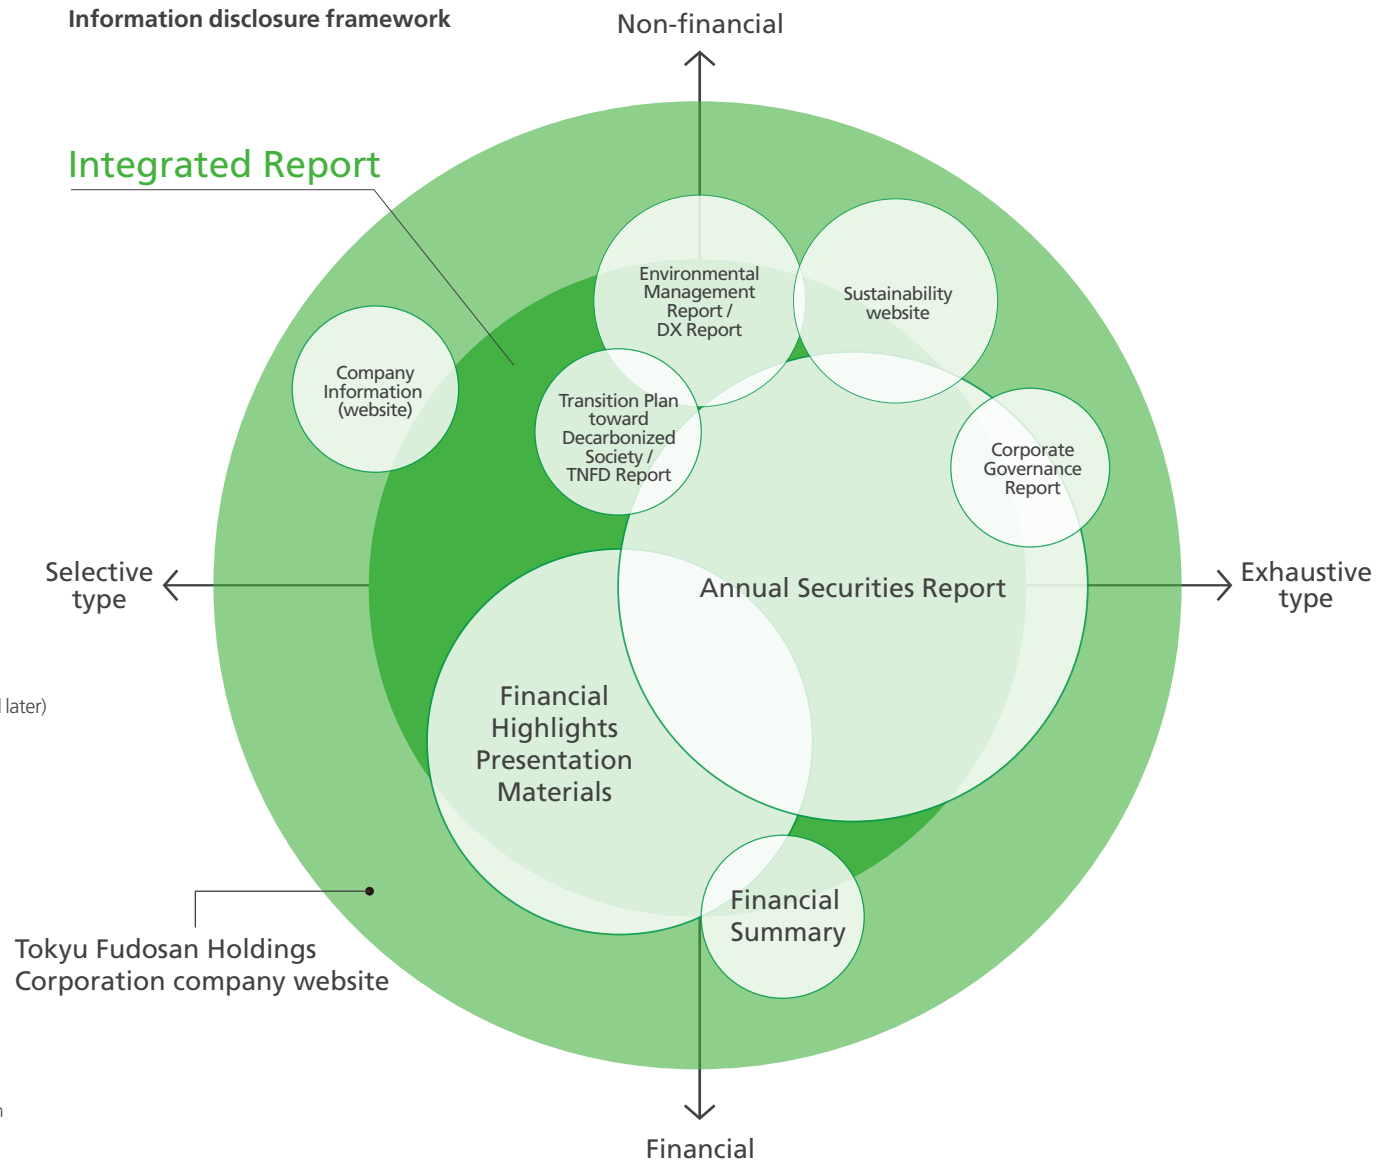 Information disclosure framework
Non-financial
Integrated Report
Environmental
Management
Report /
DX Report
Sustainability
website
Company
Information
(website)
Transition Plan
toward
Decarbonized
Society /
TNFD Report
Corporate
Governance
Report
Selective
type
Annual Securities Report
Exhaustive
type
later)
Financial
Highlights
Presentation
Materials
Financial
Summary
Tokyu Fudosan Holdings
Corporation company website
Financial